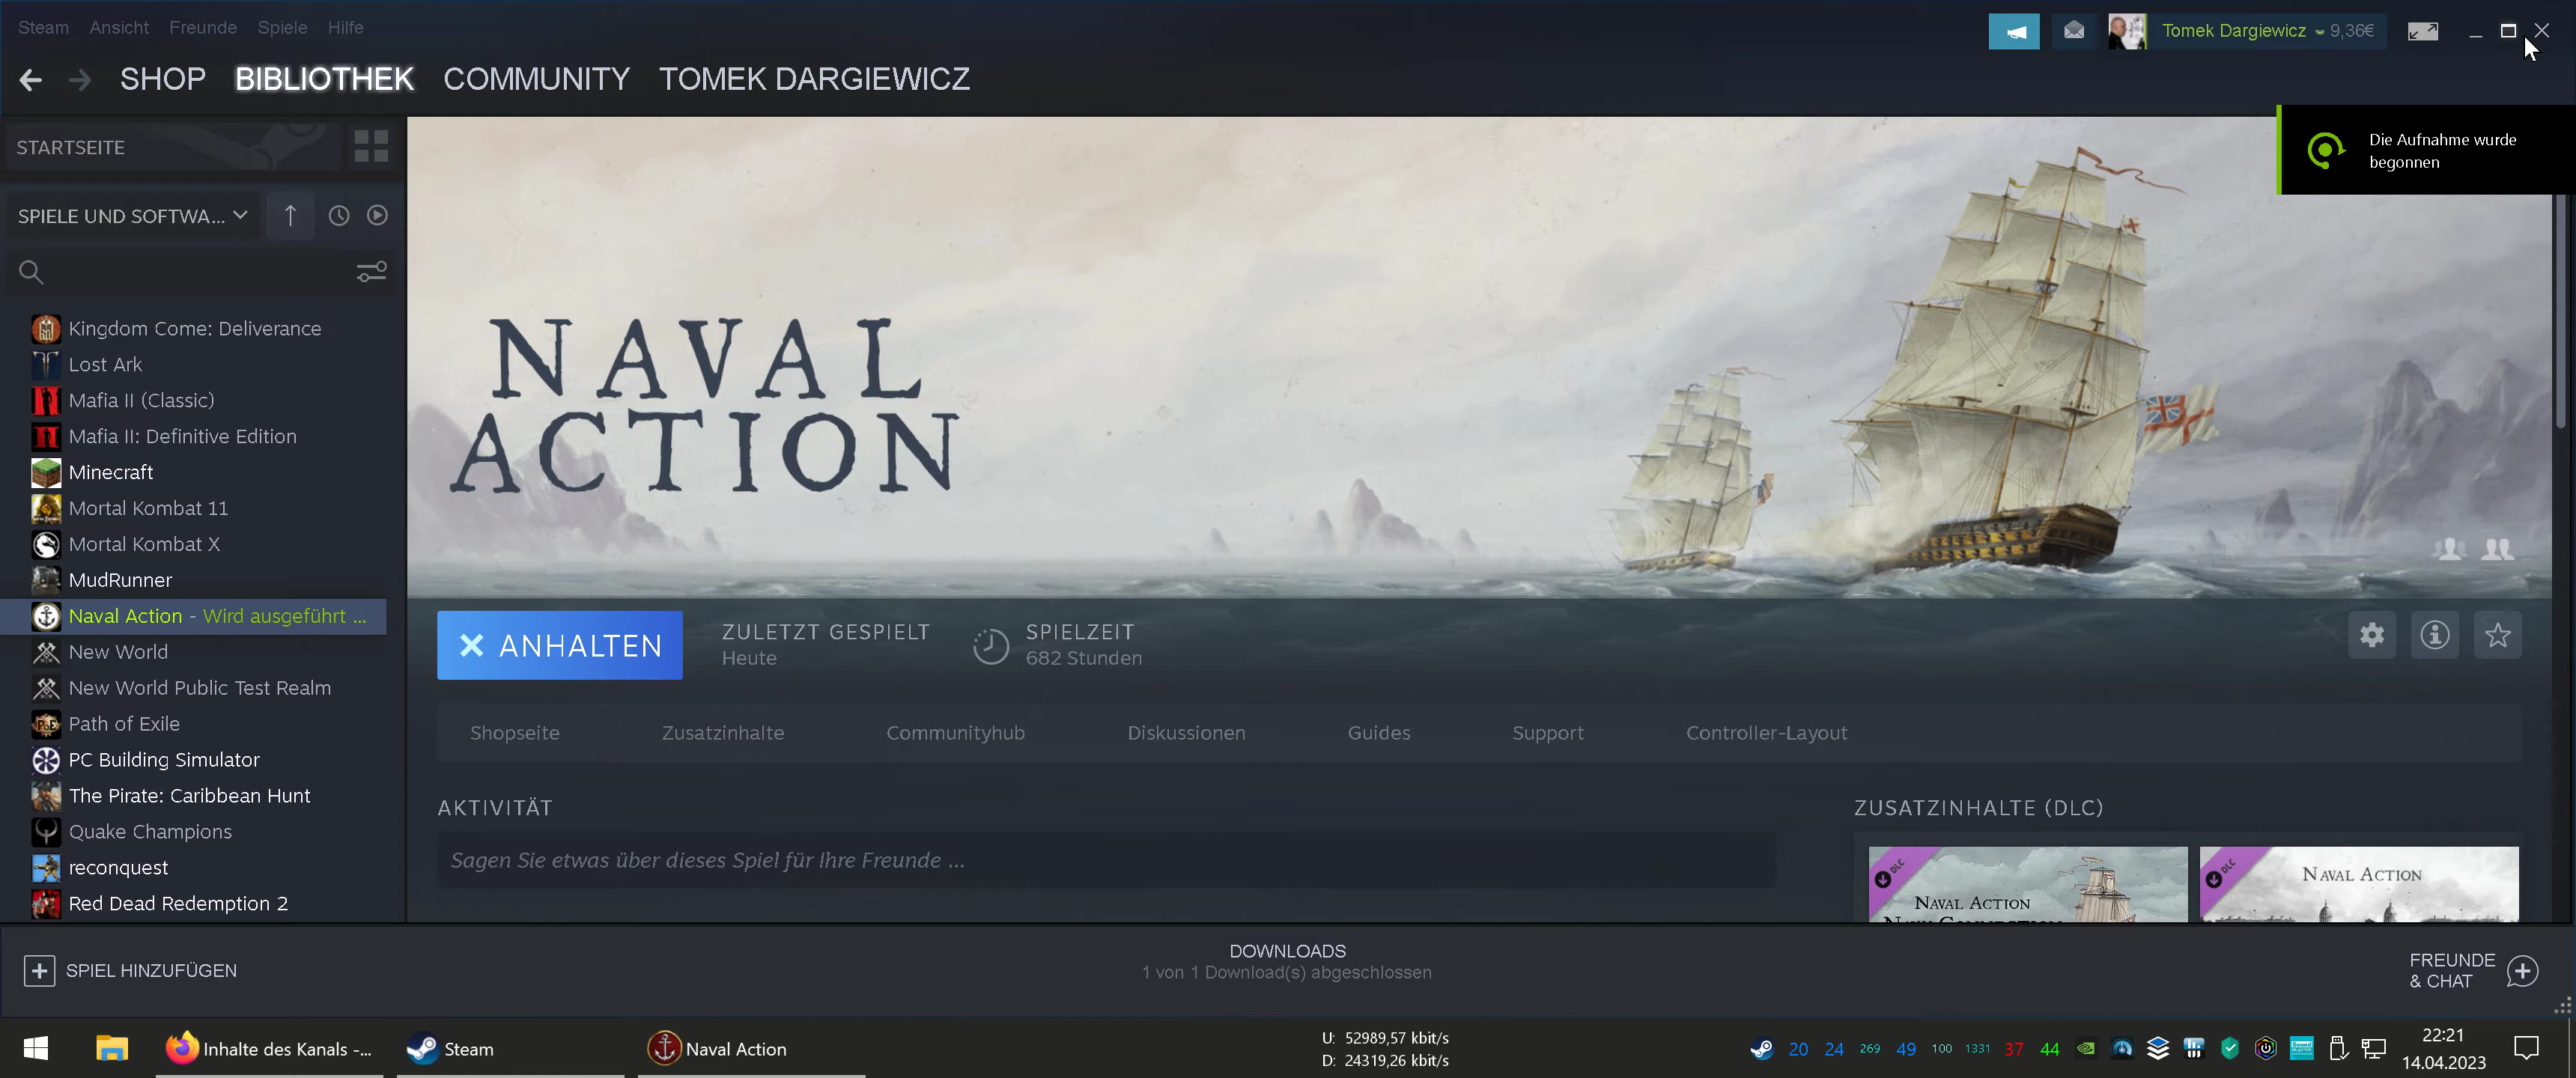 Steam Ansicht Freunde Spiele Hilfe
Tomek Dargiewicz 9,36€
SHOP BIBLIOTHEK COMMUNITY TOMEK DARGIEWICZ
STARTSEITE
Die Aufnahme wurde
begonnen
SPIELE UND SOFTWA...
Kingdom Come: Deliverance
Lost Ark
Mafia II (Classic)
Mafia II: Definitive Edition
Minecraft
Mortal Kombat 11
Mortal Kombat X
MudRunner
Naval Action - Wird ausgeführt ...
New World
New World Public Test Realm
Path of Exile
PC Building Simulator
The Pirate: Caribbean Hunt
Quake Champions
reconquest
Red Dead Redemption 2
NAVAL
ACTION
ANHALTEN
ZULETZT GESPIELT
Heute
SPIELZEIT
682 Stunden
Shopseite Zusatzinhalte Communityhub Diskussionen Guides Support Controller-Layout
AKTIVITÄT
Sagen Sie etwas über dieses Spiel für Ihre Freunde ...
ZUSATZINHALTE (DLC)
DLC
NAVAL ACTION
DLC
NAVAL ACTION
SPIEL HINZUFÜGEN
DOWNLOADS
1 von 1 Download(s) abgeschlossen
FREUNDE
& CHAT
Inhalte des Kanals -...
Steam
Naval Action
U: 52989,57 kbit/s
D: 24319,26 kbit/s
20 24 269 49 100 1331 37 44
22:21
14.04.2023